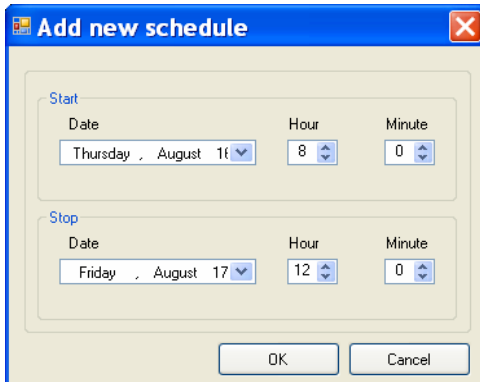 Add new schedule
Start
Date Hour Minute
Thursday , August 16 8 0
Stop
Date Hour Minute
Friday , August 17 12 0
OK Cancel